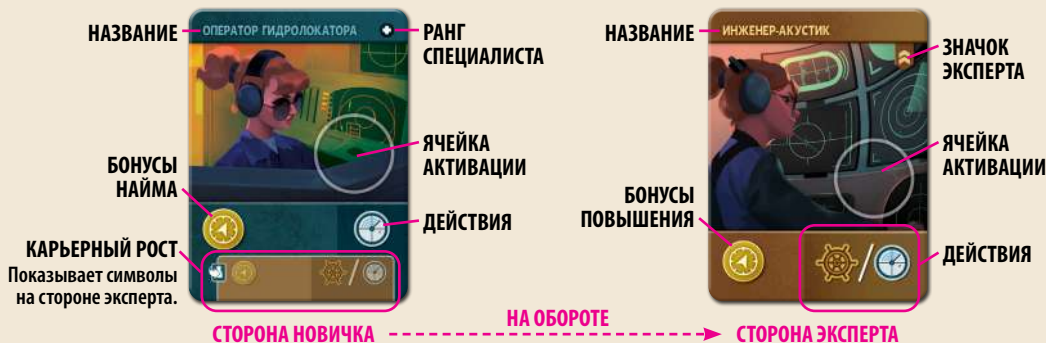 НАЗВАНИЕ
ОПЕРАТОР ГИДРОЛОКАТОРА
РАНГ
СПЕЦИАЛИСТА
ЯЧЕЙКА
АКТИВАЦИИ
БОНУСЫ
НАЙМА
ДЕЙСТВИЯ
КАРЬЕРНЫЙ РОСТ
Показывает символы
на стороне эксперта.
СТОРОНА НОВИЧКА
НА ОБОРОТЕ
НАЗВАНИЕ
ИНЖЕНЕР-АКУСТИК
ЗНАЧОК
ЭКСПЕРТА
ЯЧЕЙКА
АКТИВАЦИИ
БОНУСЫ
ПОВЫШЕНИЯ
/
ДЕЙСТВИЯ
СТОРОНА ЭКСПЕРТА